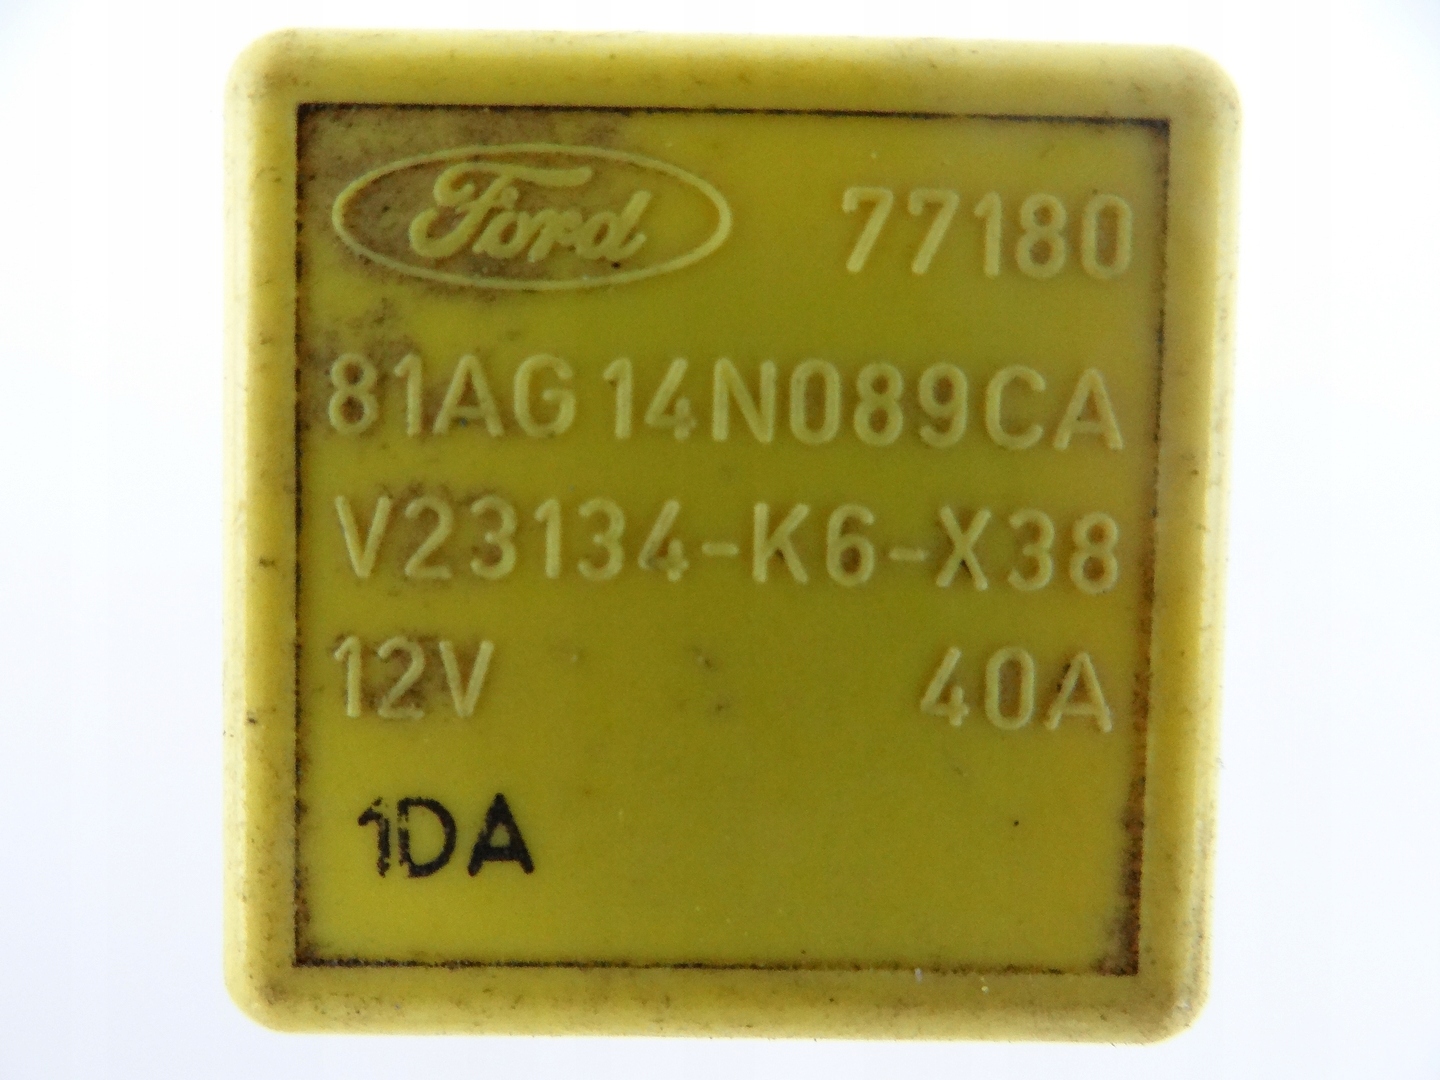 Ford 77180
81AG 14N089CA
V23134-K6-X38
12V 40A
1DA